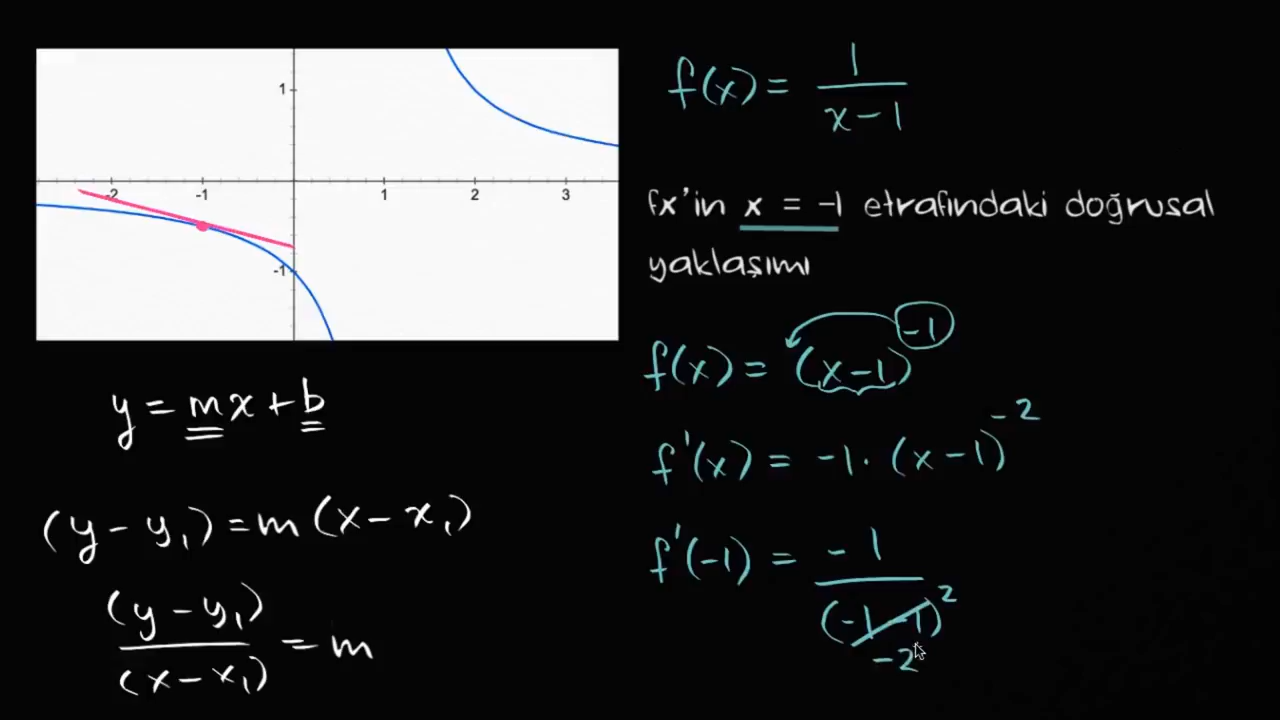 f(x) = 1/(x-1)
fx'in x = -1 etrafındaki doğrusal
yaklaşımı
f(x) = (x-1)^-1
f'(x) = -1·(x-1)^-2
f'(-1) = -1/(-1-1)^2
-2
1
-2 -1 1 2 3
-1
y = mx + b
(y - y₁) = m(x - x₁)
(y - y₁)/(x - x₁) = m